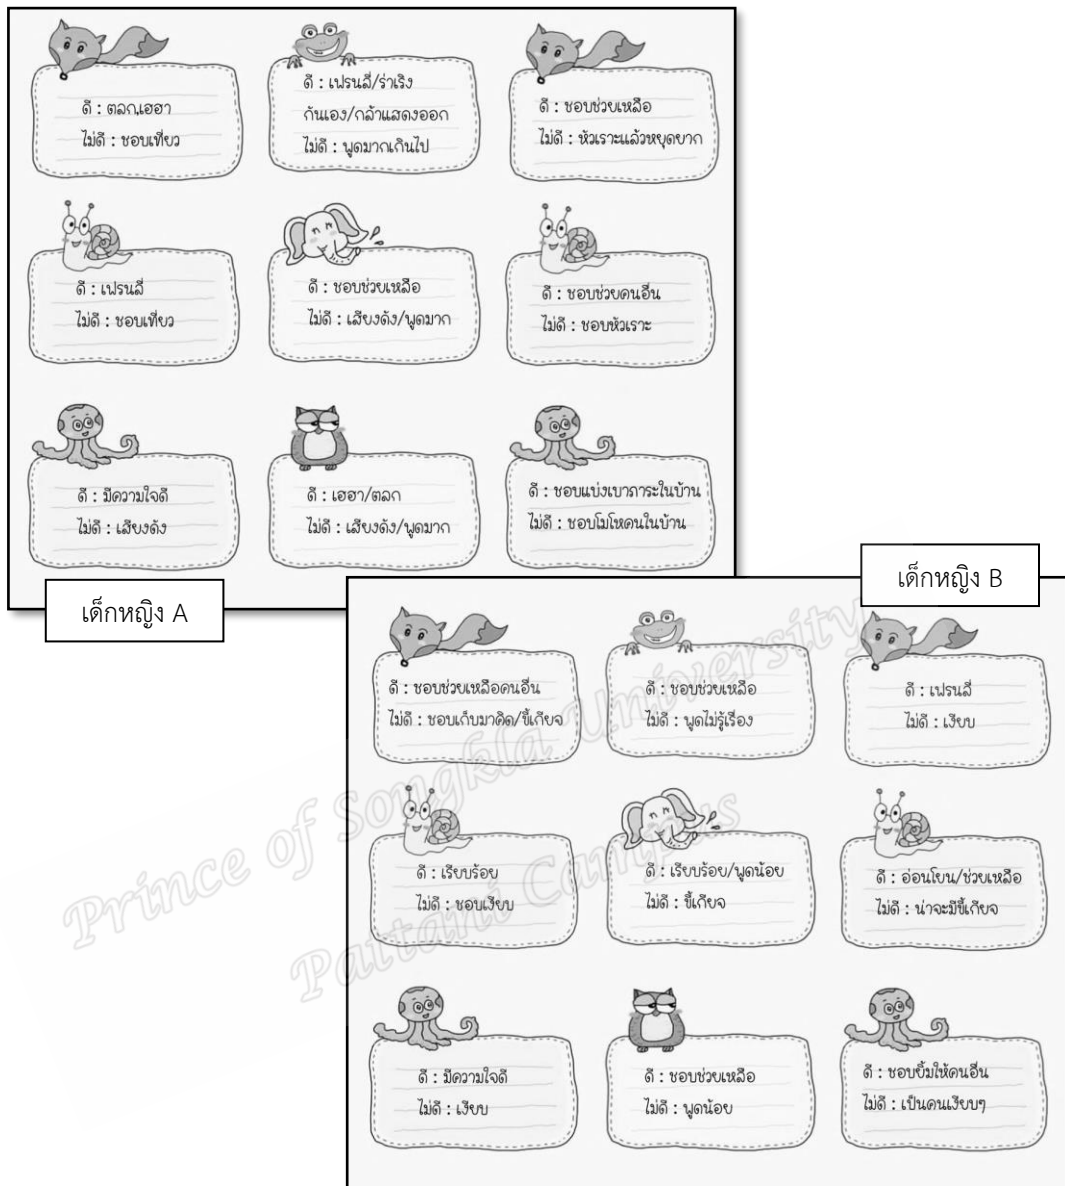 ดี : ตลก,เฮฮา
ไม่ดี : ชอบเที่ยว
ดี : เฟรนลี่/ร่าเริง
กันเอง/กล้าแสดงออก
ไม่ดี : พูดมากเกินไป
ดี : ชอบช่วยเหลือ
ไม่ดี : หัวเราะแล้วหยุดยาก
ดี : เฟรนลี่
ไม่ดี : ชอบเที่ยว
ดี : ชอบช่วยเหลือ
ไม่ดี : เสียงดัง/พูดมาก
ดี : ชอบช่วยคนอื่น
ไม่ดี : ชอบหัวเราะ
ดี : มีความใจดี
ไม่ดี : เสียงดัง
ดี : เฮฮา/ตลก
ไม่ดี : เสียงดัง/พูดมาก
ดี : ชอบแบ่งเบาภาระในบ้าน
ไม่ดี : ชอบโมโหคนในบ้าน
เด็กหญิง A
เด็กหญิง B
ดี : ชอบช่วยเหลือคนอื่น
ไม่ดี : ชอบเก็บมาคิด/ขี้เกียจ
ดี : ชอบช่วยเหลือ
ไม่ดี : พูดไม่รู้เรื่อง
ดี : เฟรนลี่
ไม่ดี : เงียบ
ดี : เรียบร้อย
ไม่ดี : ชอบเงียบ
ดี : เรียบร้อย/พูดน้อย
ไม่ดี : ขี้เกียจ
ดี : อ่อนโยน/ช่วยเหลือ
ไม่ดี : น่าจะมีขี้เกียจ
ดี : มีความใจดี
ไม่ดี : เงียบ
ดี : ชอบช่วยเหลือ
ไม่ดี : พูดน้อย
ดี : ชอบยิ้มให้คนอื่น
ไม่ดี : เป็นคนเงียบๆ
Prince of Songkla University
Pattani Campus